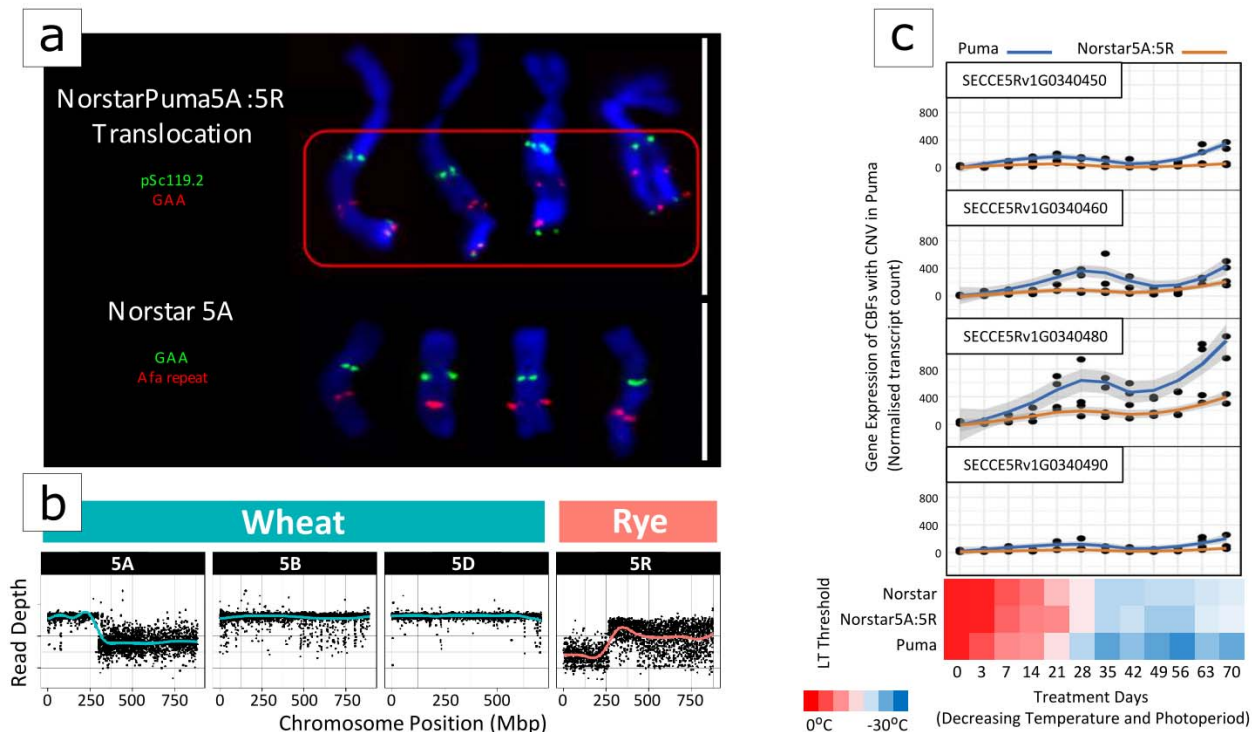 a
NorstarPuma5A:5R
Translocation
pSc119.2
GAA
Norstar 5A
GAA
Afa repeat
b
Wheat
Rye
5A
5B
5D
5R
Read Depth
0 250 500 750
0 250 500 750
0 250 500 750
0 250 500 750
Chromosome Position (Mbp)
c
Puma
Norstar5A:5R
Gene Expression of CBFs with CNV in Puma
(Normalised transcript count)
SECCE5Rv1G0340450
800
400
0
SECCE5Rv1G0340460
800
400
0
SECCE5Rv1G0340480
800
400
0
SECCE5Rv1G0340490
800
400
0
LT Threshold
Norstar
Norstar5A:5R
Puma
0 3 7 14 21 28 35 42 49 56 63 70
Treatment Days
(Decreasing Temperature and Photoperiod)
0°C
-30°C